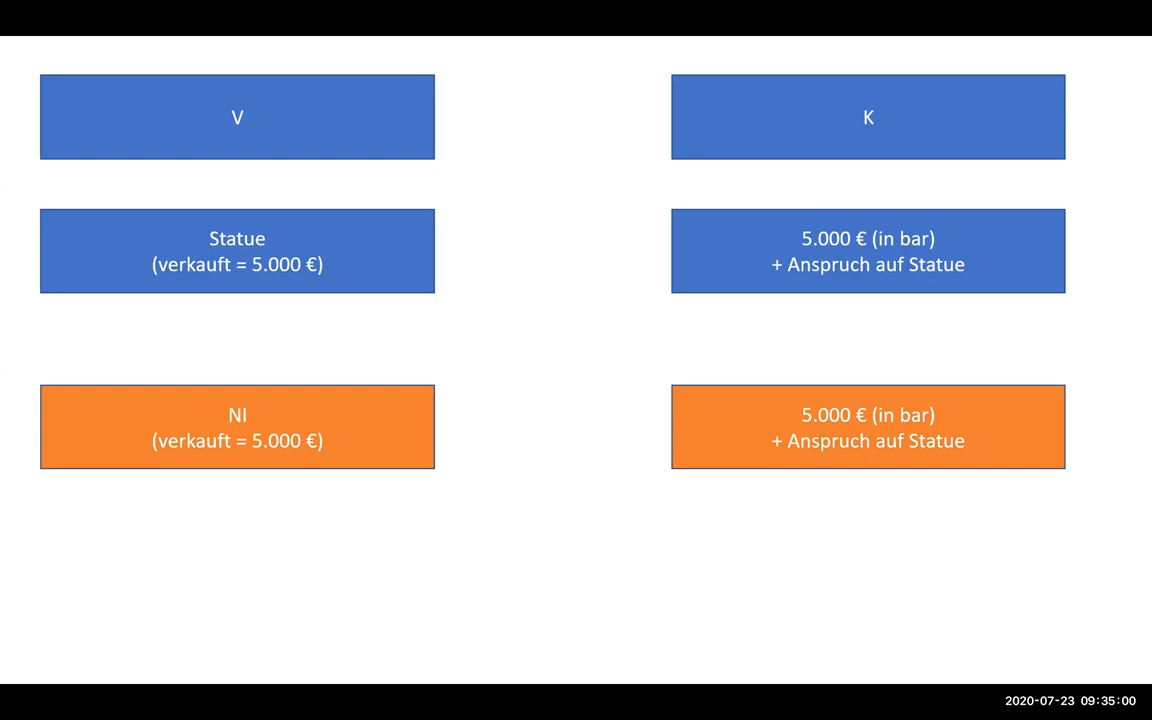 V
K
Statue
(verkauft = 5.000 €)
5.000 € (in bar)
+ Anspruch auf Statue
NI
(verkauft = 5.000 €)
5.000 € (in bar)
+ Anspruch auf Statue
2020-07-23 09:35:00